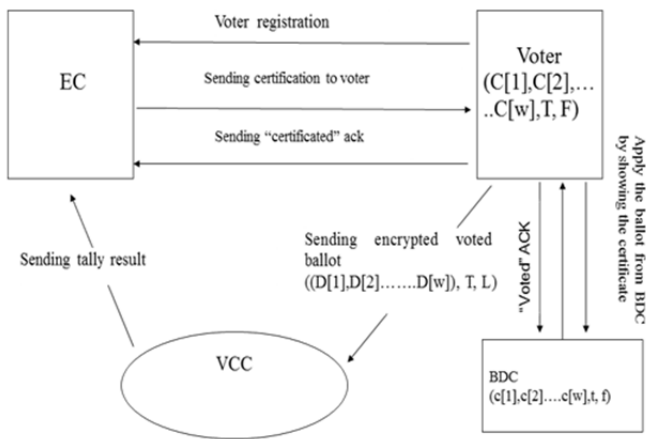 Voter registration
EC
Voter
(C[1],C[2],…
..C[w],T, F)
Sending certification to voter
Sending “certificated” ack
Apply the ballot from BDC
by showing the certificate
"Voted" ACK
Sending encrypted voted
ballot
((D[1],D[2]…….D[w]), T, L)
Sending tally result
VCC
BDC
(c[1],c[2]….c[w],t, f)